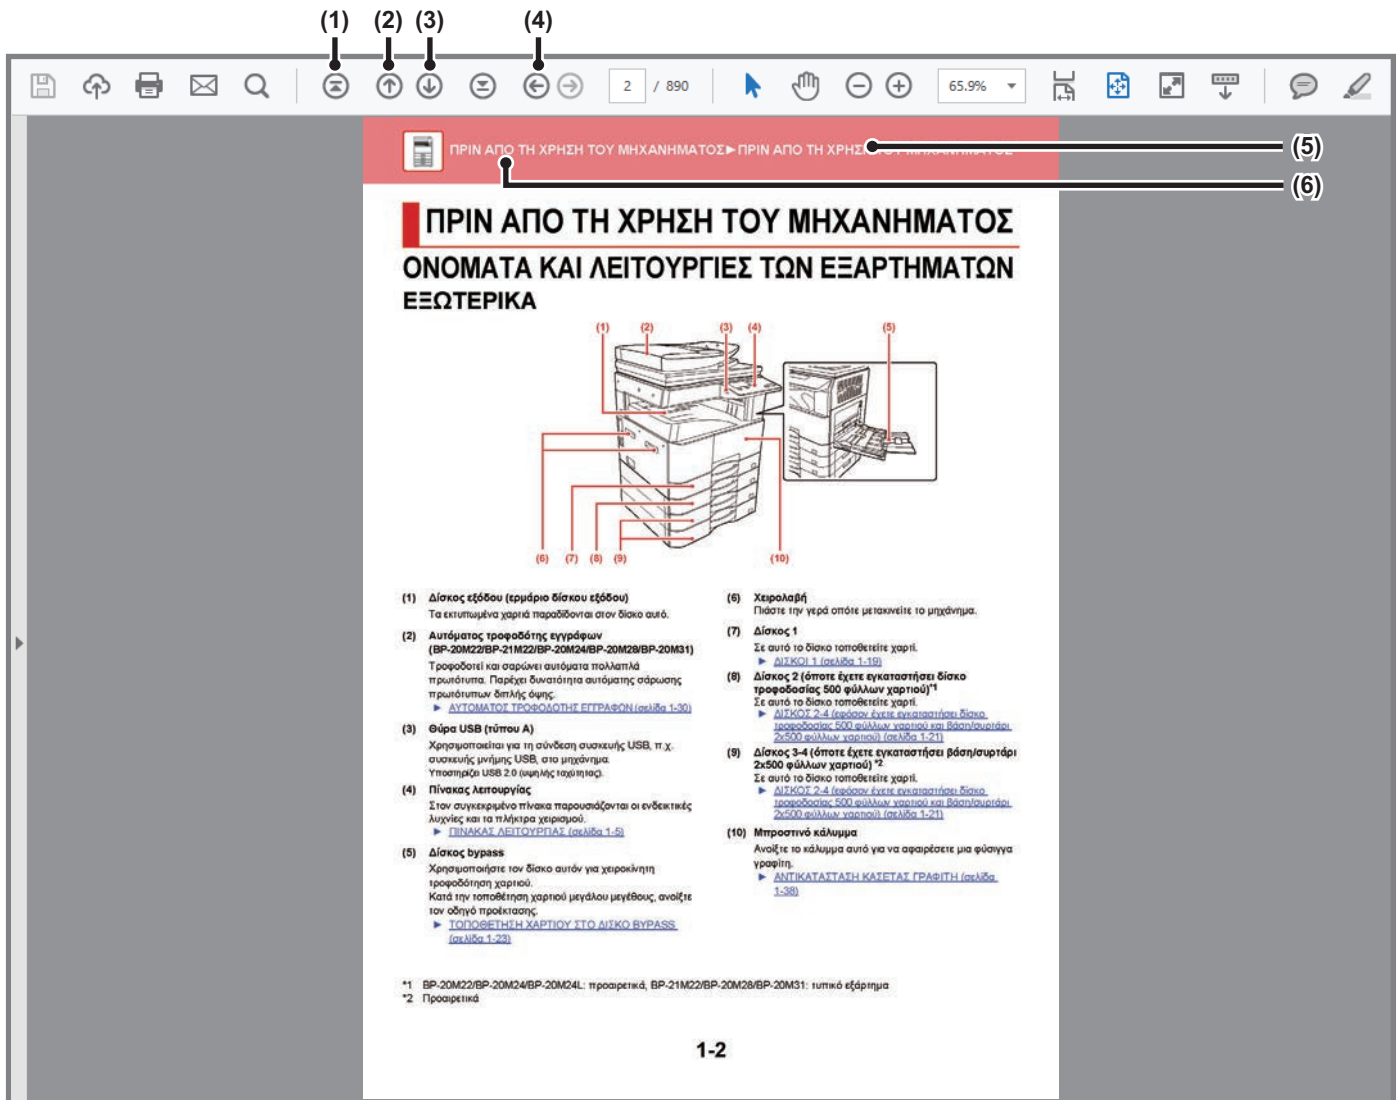 (1) (2) (3) (4)
2 / 890 65.9%
ΠΡΙΝ ΑΠΟ ΤΗ ΧΡΗΣΗ ΤΟΥ ΜΗΧΑΝΗΜΑΤΟΣ►ΠΡΙΝ ΑΠΟ ΤΗ ΧΡΗΣΗ ΤΟΥ ΜΗΧΑΝΗΜΑΤΟΣ
(5)
(6)
ΠΡΙΝ ΑΠΟ ΤΗ ΧΡΗΣΗ ΤΟΥ ΜΗΧΑΝΗΜΑΤΟΣ
ΟΝΟΜΑΤΑ ΚΑΙ ΛΕΙΤΟΥΡΓΙΕΣ ΤΩΝ ΕΞΑΡΤΗΜΑΤΩΝ
ΕΞΩΤΕΡΙΚΑ
(1) (2) (3) (4) (5)
(6) (7) (8) (9) (10)
(1) Δίσκος εξόδου (ερμάριο δίσκου εξόδου)
Τα εκτυπωμένα χαρτιά παραδίδονται στον δίσκο αυτό.
(2) Αυτόματος τροφοδότης εγγράφων
(BP-20M22/BP-21M22/BP-20M24/BP-20M28/BP-20M31)
Τροφοδοτεί και σαρώνει αυτόματα πολλαπλά
πρωτότυπα. Παρέχει δυνατότητα αυτόματης σάρωσης
πρωτότυπων διπλής όψης.
► ΑΥΤΟΜΑΤΟΣ ΤΡΟΦΟΔΟΤΗΣ ΕΓΓΡΑΦΩΝ (σελίδα 1-30)
(3) Θύρα USB (τύπου A)
Χρησιμοποιείται για τη σύνδεση συσκευής USB, π.χ.
συσκευής μνήμης USB, στο μηχάνημα.
Υποστηρίζει USB 2.0 (υψηλής ταχύτητας).
(4) Πίνακας λειτουργίας
Στον συγκεκριμένο πίνακα παρουσιάζονται οι ενδεικτικές
λυχνίες και τα πλήκτρα χειρισμού.
► ΠΙΝΑΚΑΣ ΛΕΙΤΟΥΡΓΙΑΣ (σελίδα 1-5)
(5) Δίσκος bypass
Χρησιμοποιήστε τον δίσκο αυτόν για χειροκίνητη
τροφοδότηση χαρτιού.
Κατά την τοποθέτηση χαρτιού μεγάλου μεγέθους, ανοίξτε
τον οδηγό προέκτασης.
► ΤΟΠΟΘΕΤΗΣΗ ΧΑΡΤΙΟΥ ΣΤΟ ΔΙΣΚΟ BYPASS
(σελίδα 1-23)
(6) Χειρολαβή
Πιάστε την γερά οπότε μετακινείτε το μηχάνημα.
(7) Δίσκος 1
Σε αυτό το δίσκο τοποθετείτε χαρτί.
► ΔΙΣΚΟΙ 1 (σελίδα 1-19)
(8) Δίσκος 2 (όποτε έχετε εγκαταστήσει δίσκο
τροφοδοσίας 500 φύλλων χαρτιού)*1
Σε αυτό το δίσκο τοποθετείτε χαρτί.
► ΔΙΣΚΟΣ 2-4 (εφόσον έχετε εγκαταστήσει δίσκο
τροφοδοσίας 500 φύλλων χαρτιού και βάση/συρτάρι
2x500 φύλλων χαρτιού) (σελίδα 1-21)
(9) Δίσκος 3-4 (όποτε έχετε εγκαταστήσει βάση/συρτάρι
2x500 φύλλων χαρτιού) *2
Σε αυτό το δίσκο τοποθετείτε χαρτί.
► ΔΙΣΚΟΣ 2-4 (εφόσον έχετε εγκαταστήσει δίσκο
τροφοδοσίας 500 φύλλων χαρτιού και βάση/συρτάρι
2x500 φύλλων χαρτιού) (σελίδα 1-21)
(10) Μπροστινό κάλυμμα
Ανοίξτε το κάλυμμα αυτό για να αφαιρέσετε μια φύσιγγα
γραφίτη.
► ΑΝΤΙΚΑΤΑΣΤΑΣΗ ΚΑΣΕΤΑΣ ΓΡΑΦΙΤΗ (σελίδα
1-38)
*1 BP-20M22/BP-20M24/BP-20M24L: προαιρετικά, BP-21M22/BP-20M28/BP-20M31: τυπικό εξάρτημα
*2 Προαιρετικά
1-2